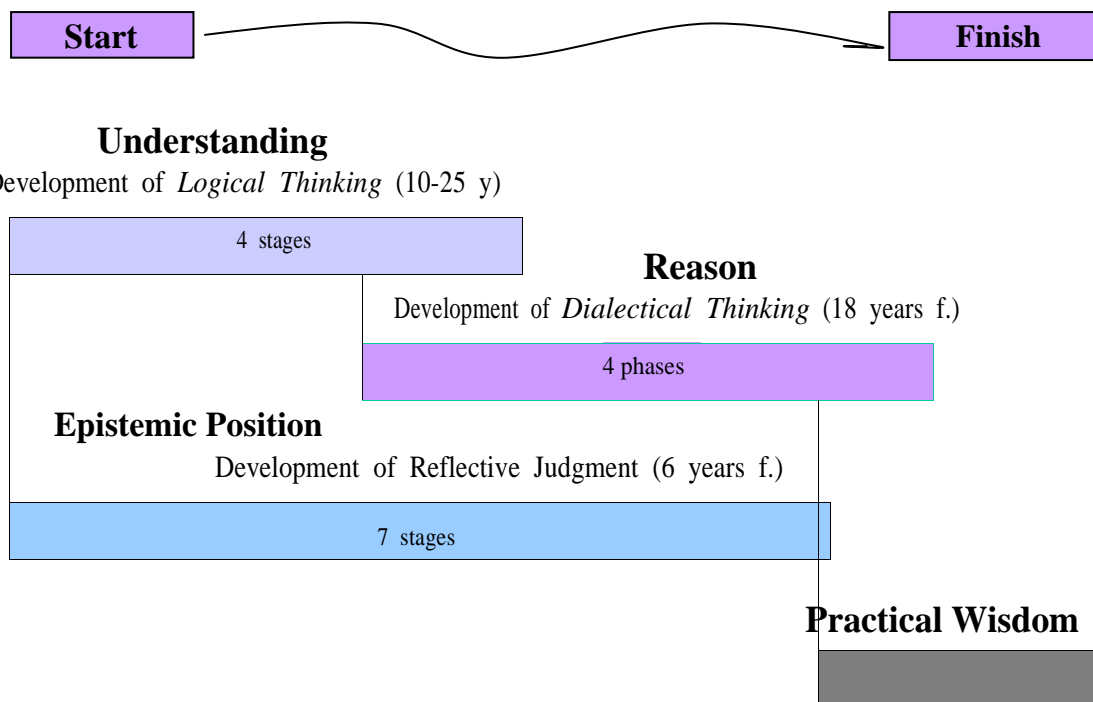 Start
Finish
Understanding
Development of Logical Thinking (10-25 y)
4 stages
Reason
Development of Dialectical Thinking (18 years f.)
4 phases
Epistemic Position
Development of Reflective Judgment (6 years f.)
7 stages
Practical Wisdom